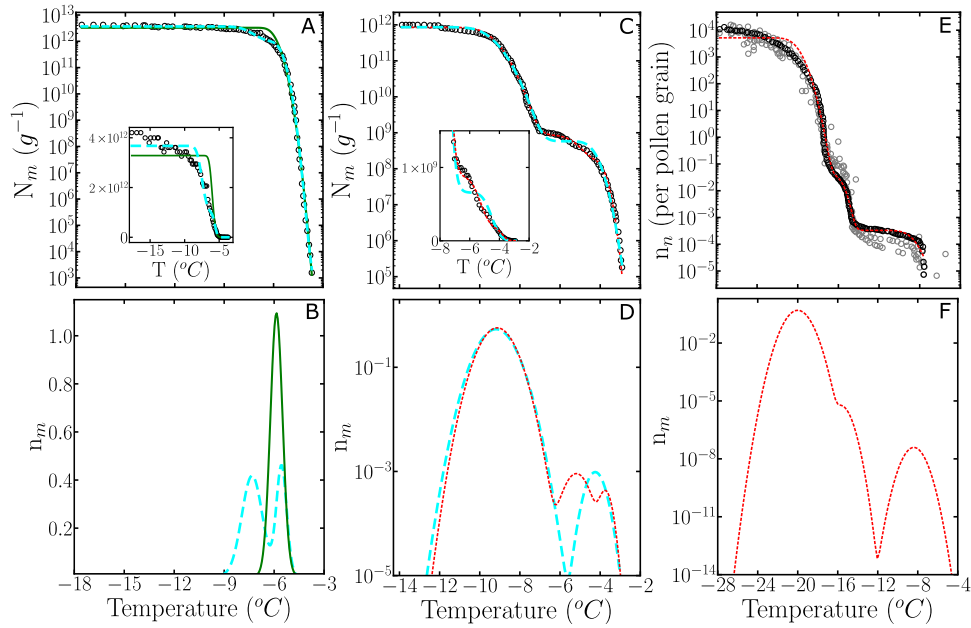 A
10^13
10^12
10^11
10^10
10^9
10^8
10^7
10^6
10^5
10^4
10^3
N_m (g^−1)
4×10^12
2×10^12
0
−15 −10 −5
T (°C)
C
10^12
10^11
10^10
10^9
10^8
10^7
10^6
10^5
N_m (g^−1)
1×10^9
0
−8 −6 −4 −2
T (°C)
E
10^4
10^3
10^2
10^1
10^0
10^−1
10^−2
10^−3
10^−4
10^−5
n_n (per pollen grain)
B
1.0
0.8
0.6
0.4
0.2
n_m
−18 −15 −12 −9 −6 −3
Temperature (°C)
D
10^−1
10^−3
10^−5
n_m
−14 −12 −10 −8 −6 −4 −2
Temperature (°C)
F
10^−2
10^−5
10^−8
10^−11
10^−14
n_m
−28 −24 −20 −16 −12 −8 −4
Temperature (°C)